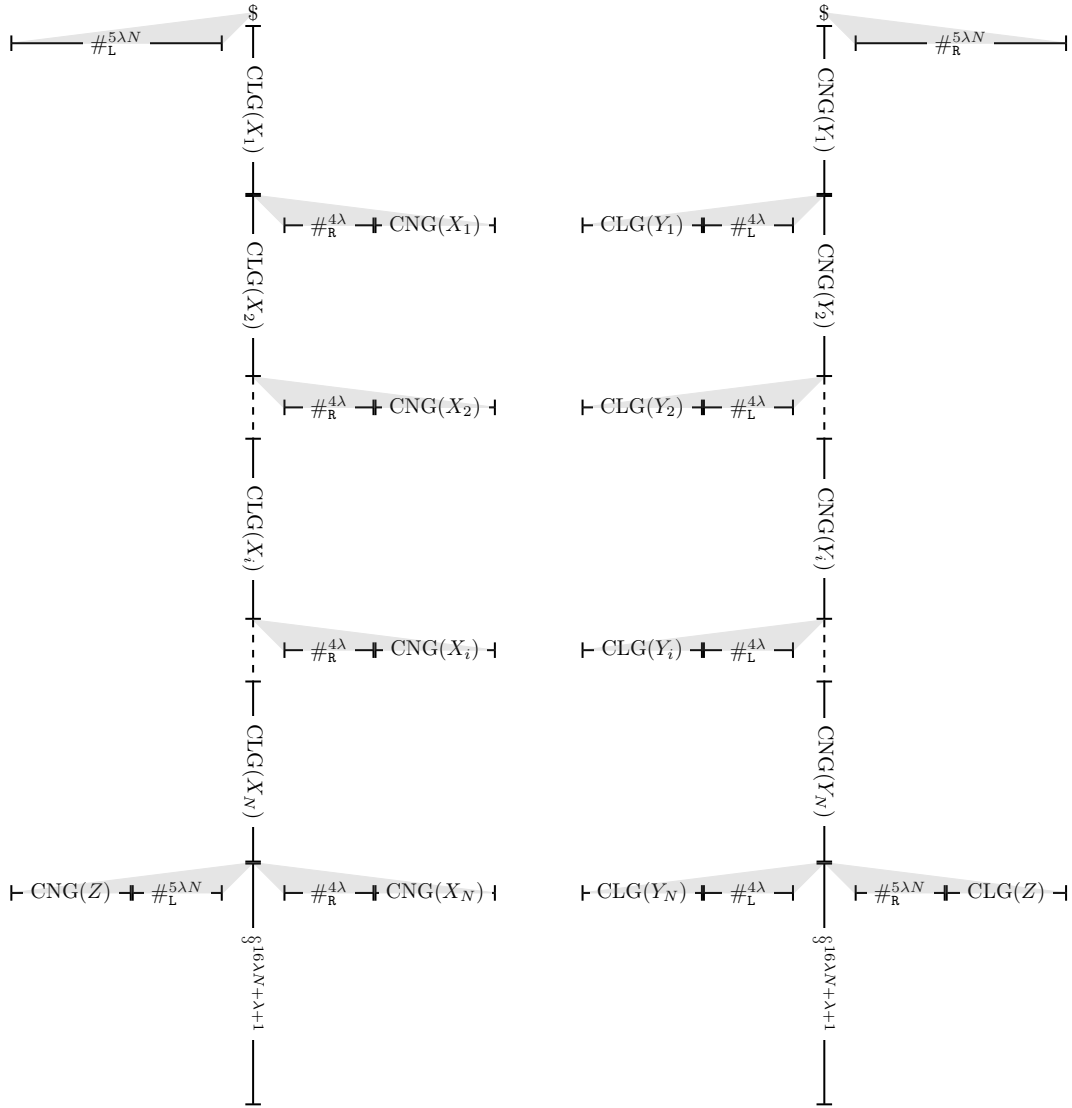 $ $
#_L^{5λN} #_R^{5λN}
CLG(X_1) CNG(Y_1)
#_R^{4λ} CNG(X_1) CLG(Y_1) #_L^{4λ}
CLG(X_2) CNG(Y_2)
#_R^{4λ} CNG(X_2) CLG(Y_2) #_L^{4λ}
CLG(X_i) CNG(Y_i)
#_R^{4λ} CNG(X_i) CLG(Y_i) #_L^{4λ}
CLG(X_N) CNG(Y_N)
CNG(Z) #_L^{5λN} #_R^{4λ} CNG(X_N) CLG(Y_N) #_L^{4λ} #_R^{5λN} CLG(Z)
§^{16λN+λ+1} §^{16λN+λ+1}